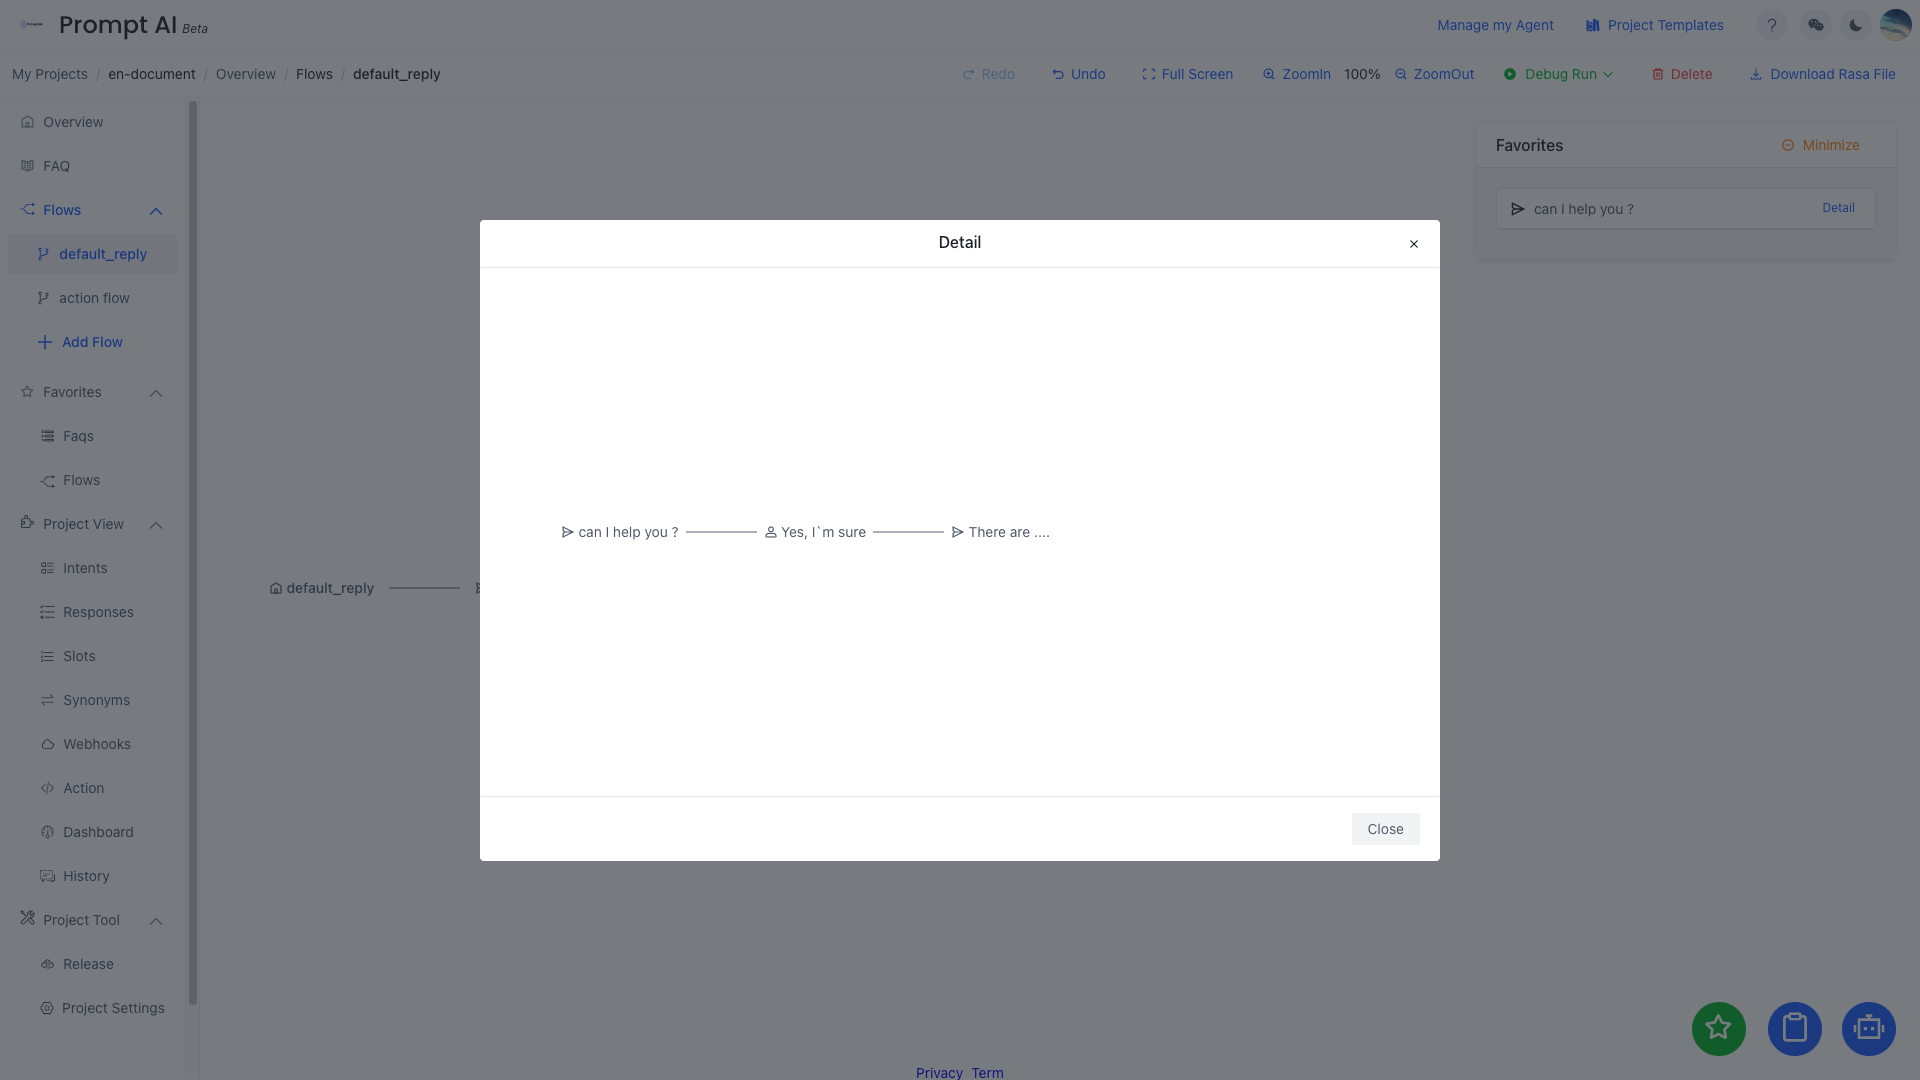 Prompt AI Beta
Manage my Agent
Project Templates
My Projects / en-document / Overview / Flows / default_reply
Redo
Undo
Full Screen
ZoomIn
100%
ZoomOut
Debug Run
Delete
Download Rasa File
Overview
FAQ
Flows
default_reply
action flow
Add Flow
Favorites
Faqs
Flows
Project View
Intents
Responses
Slots
Synonyms
Webhooks
Action
Dashboard
History
Project Tool
Release
Project Settings
default_reply
Detail
×
can I help you ?
Yes, I`m sure
There are ....
Close
Favorites
Minimize
can I help you ?
Detail
Privacy Term